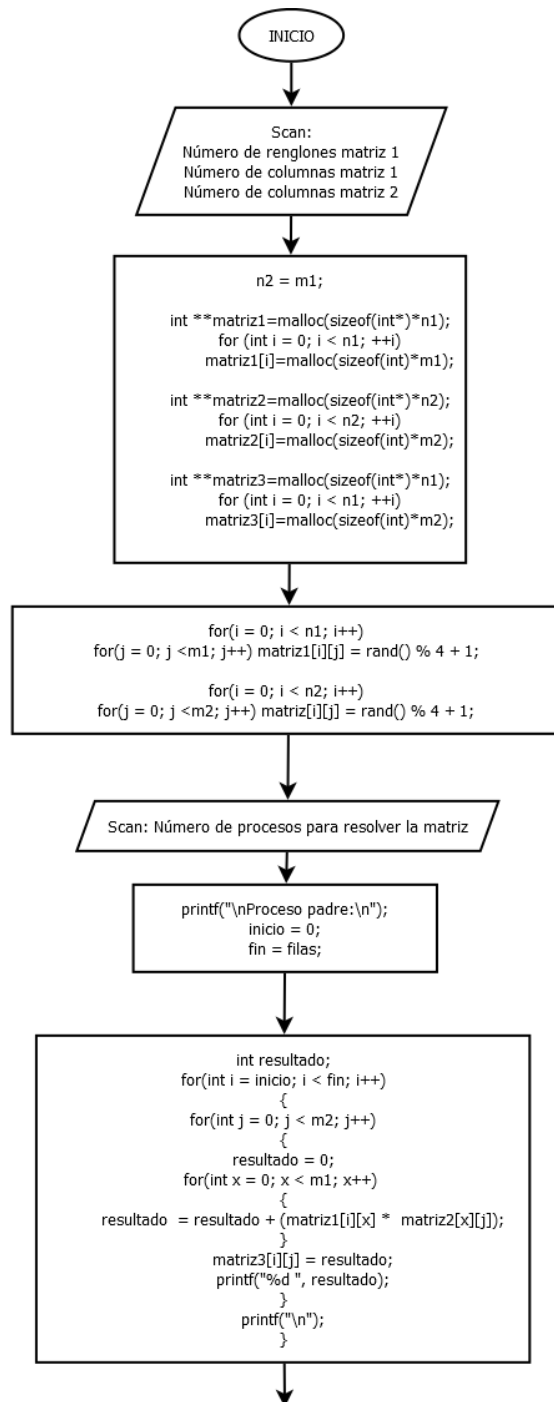 INICIO
Scan:
Número de renglones matriz 1
Número de columnas matriz 1
Número de columnas matriz 2
n2 = m1;
int **matriz1=malloc(sizeof(int*)*n1);
for (int i = 0; i < n1; ++i)
matriz1[i]=malloc(sizeof(int)*m1);
int **matriz2=malloc(sizeof(int*)*n2);
for (int i = 0; i < n2; ++i)
matriz2[i]=malloc(sizeof(int)*m2);
int **matriz3=malloc(sizeof(int*)*n1);
for (int i = 0; i < n1; ++i)
matriz3[i]=malloc(sizeof(int)*m2);
for(i = 0; i < n1; i++)
for(j = 0; j <m1; j++) matriz1[i][j] = rand() % 4 + 1;
for(i = 0; i < n2; i++)
for(j = 0; j <m2; j++) matriz[i][j] = rand() % 4 + 1;
Scan: Número de procesos para resolver la matriz
printf("\nProceso padre:\n");
inicio = 0;
fin = filas;
int resultado;
for(int i = inicio; i < fin; i++)
{
for(int j = 0; j < m2; j++)
{
resultado = 0;
for(int x = 0; x < m1; x++)
{
resultado = resultado + (matriz1[i][x] * matriz2[x][j]);
}
matriz3[i][j] = resultado;
printf("%d ", resultado);
}
printf("\n");
}